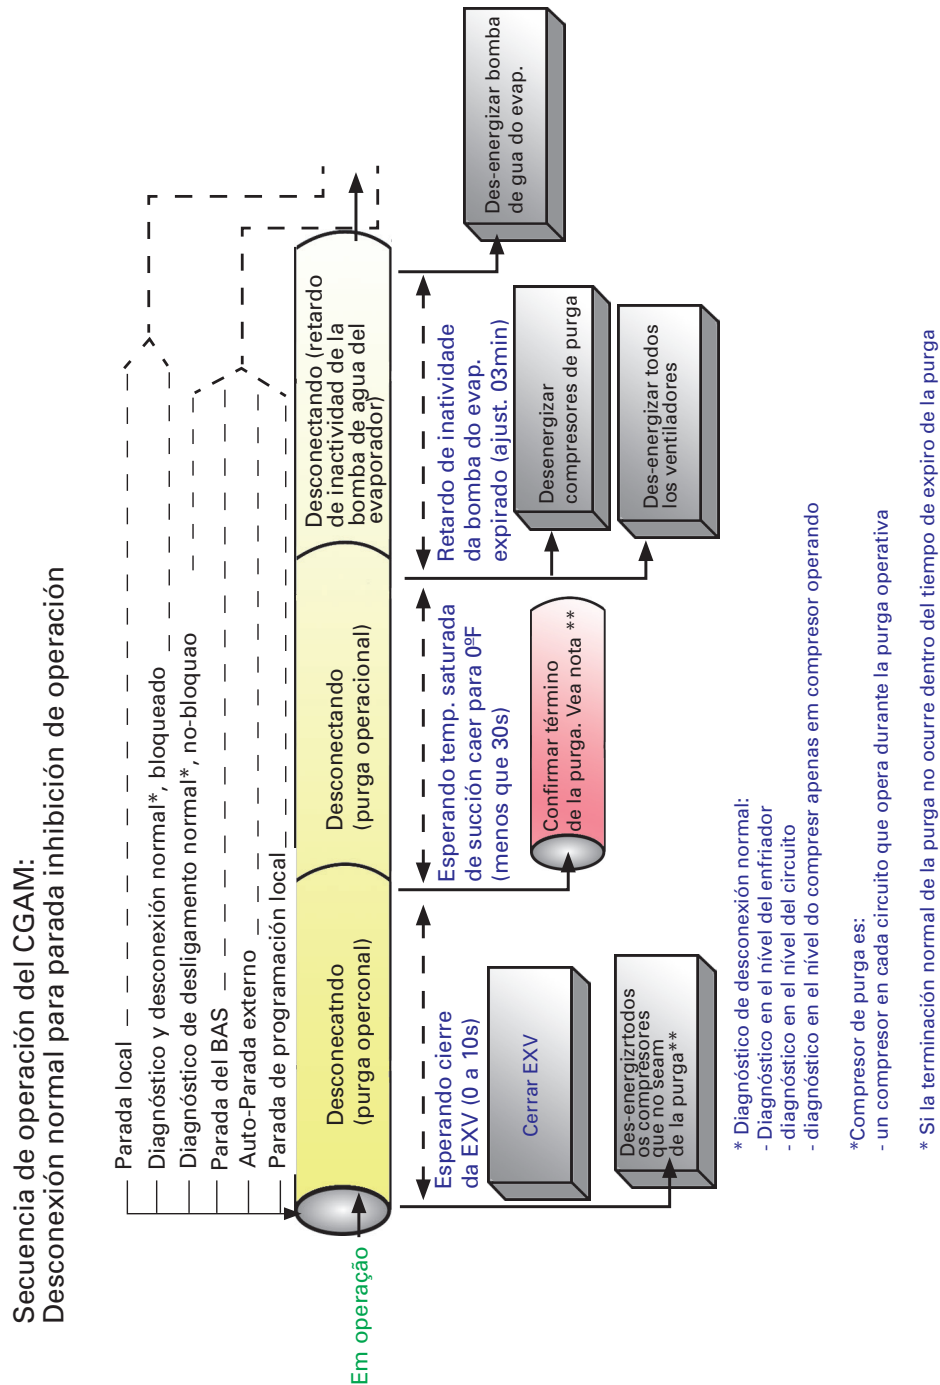 Secuencia de operación del CGAM:
Desconexión normal para parada inhibición de operación
Parada local
Diagnóstico y desconexión normal*, bloqueado
Diagnóstico de desligamento normal*, no-bloquao
Parada del BAS
Auto-Parada externo
Parada de programación local
Em operação
Desconecatndo
(purga operconal)
Desconectando
(purga operacional)
Desconectando (retardo
de inactividad de la
bomba de agua del
evaporador)
Esperando cierre
da EXV (0 a 10s)
Esperando temp. saturada
de succión caer para 0ºF
(menos que 30s)
Retardo de inatividade
da bomba do evap.
expirado (ajust. 03min)
Cerrar EXV
Des-energizrtodos
os compresores
que no seam
de la purga**
Confirmar término
de la purga. Vea nota **
Desenergizar
compresores de purga
Des-energizar todos
los ventiladores
Des-energizar bomba
de gua do evap.
* Diagnóstico de desconexión normal:
- Diagnóstico en el nível del enfriador
- diagnóstico en el nível del circuito
- diagnóstico en el nível do compresr apenas em compresor operando
*Compresor de purga es:
- un compresor en cada circuito que opera durante la purga operativa
* Si la terminación normal de la purga no ocurre dentro del tiempo de expiro de la purga